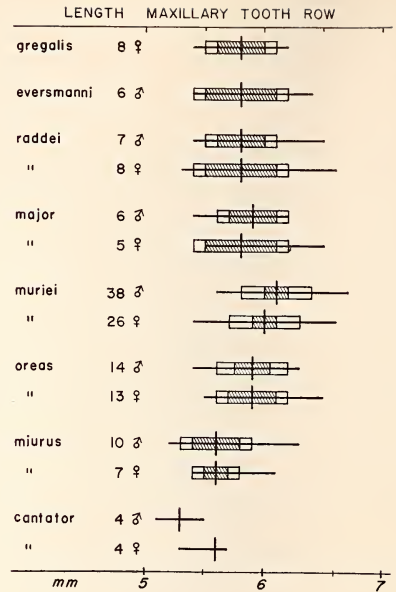 LENGTH MAXILLARY TOOTH ROW
gregalis 8 ♀
eversmanni 6 ♂
raddei 7 ♂
" 8 ♀
major 6 ♂
" 5 ♀
muriei 38 ♂
" 26 ♀
oreas 14 ♂
" 13 ♀
miurus 10 ♂
" 7 ♀
cantator 4 ♂
" 4 ♀
mm 5 6 7